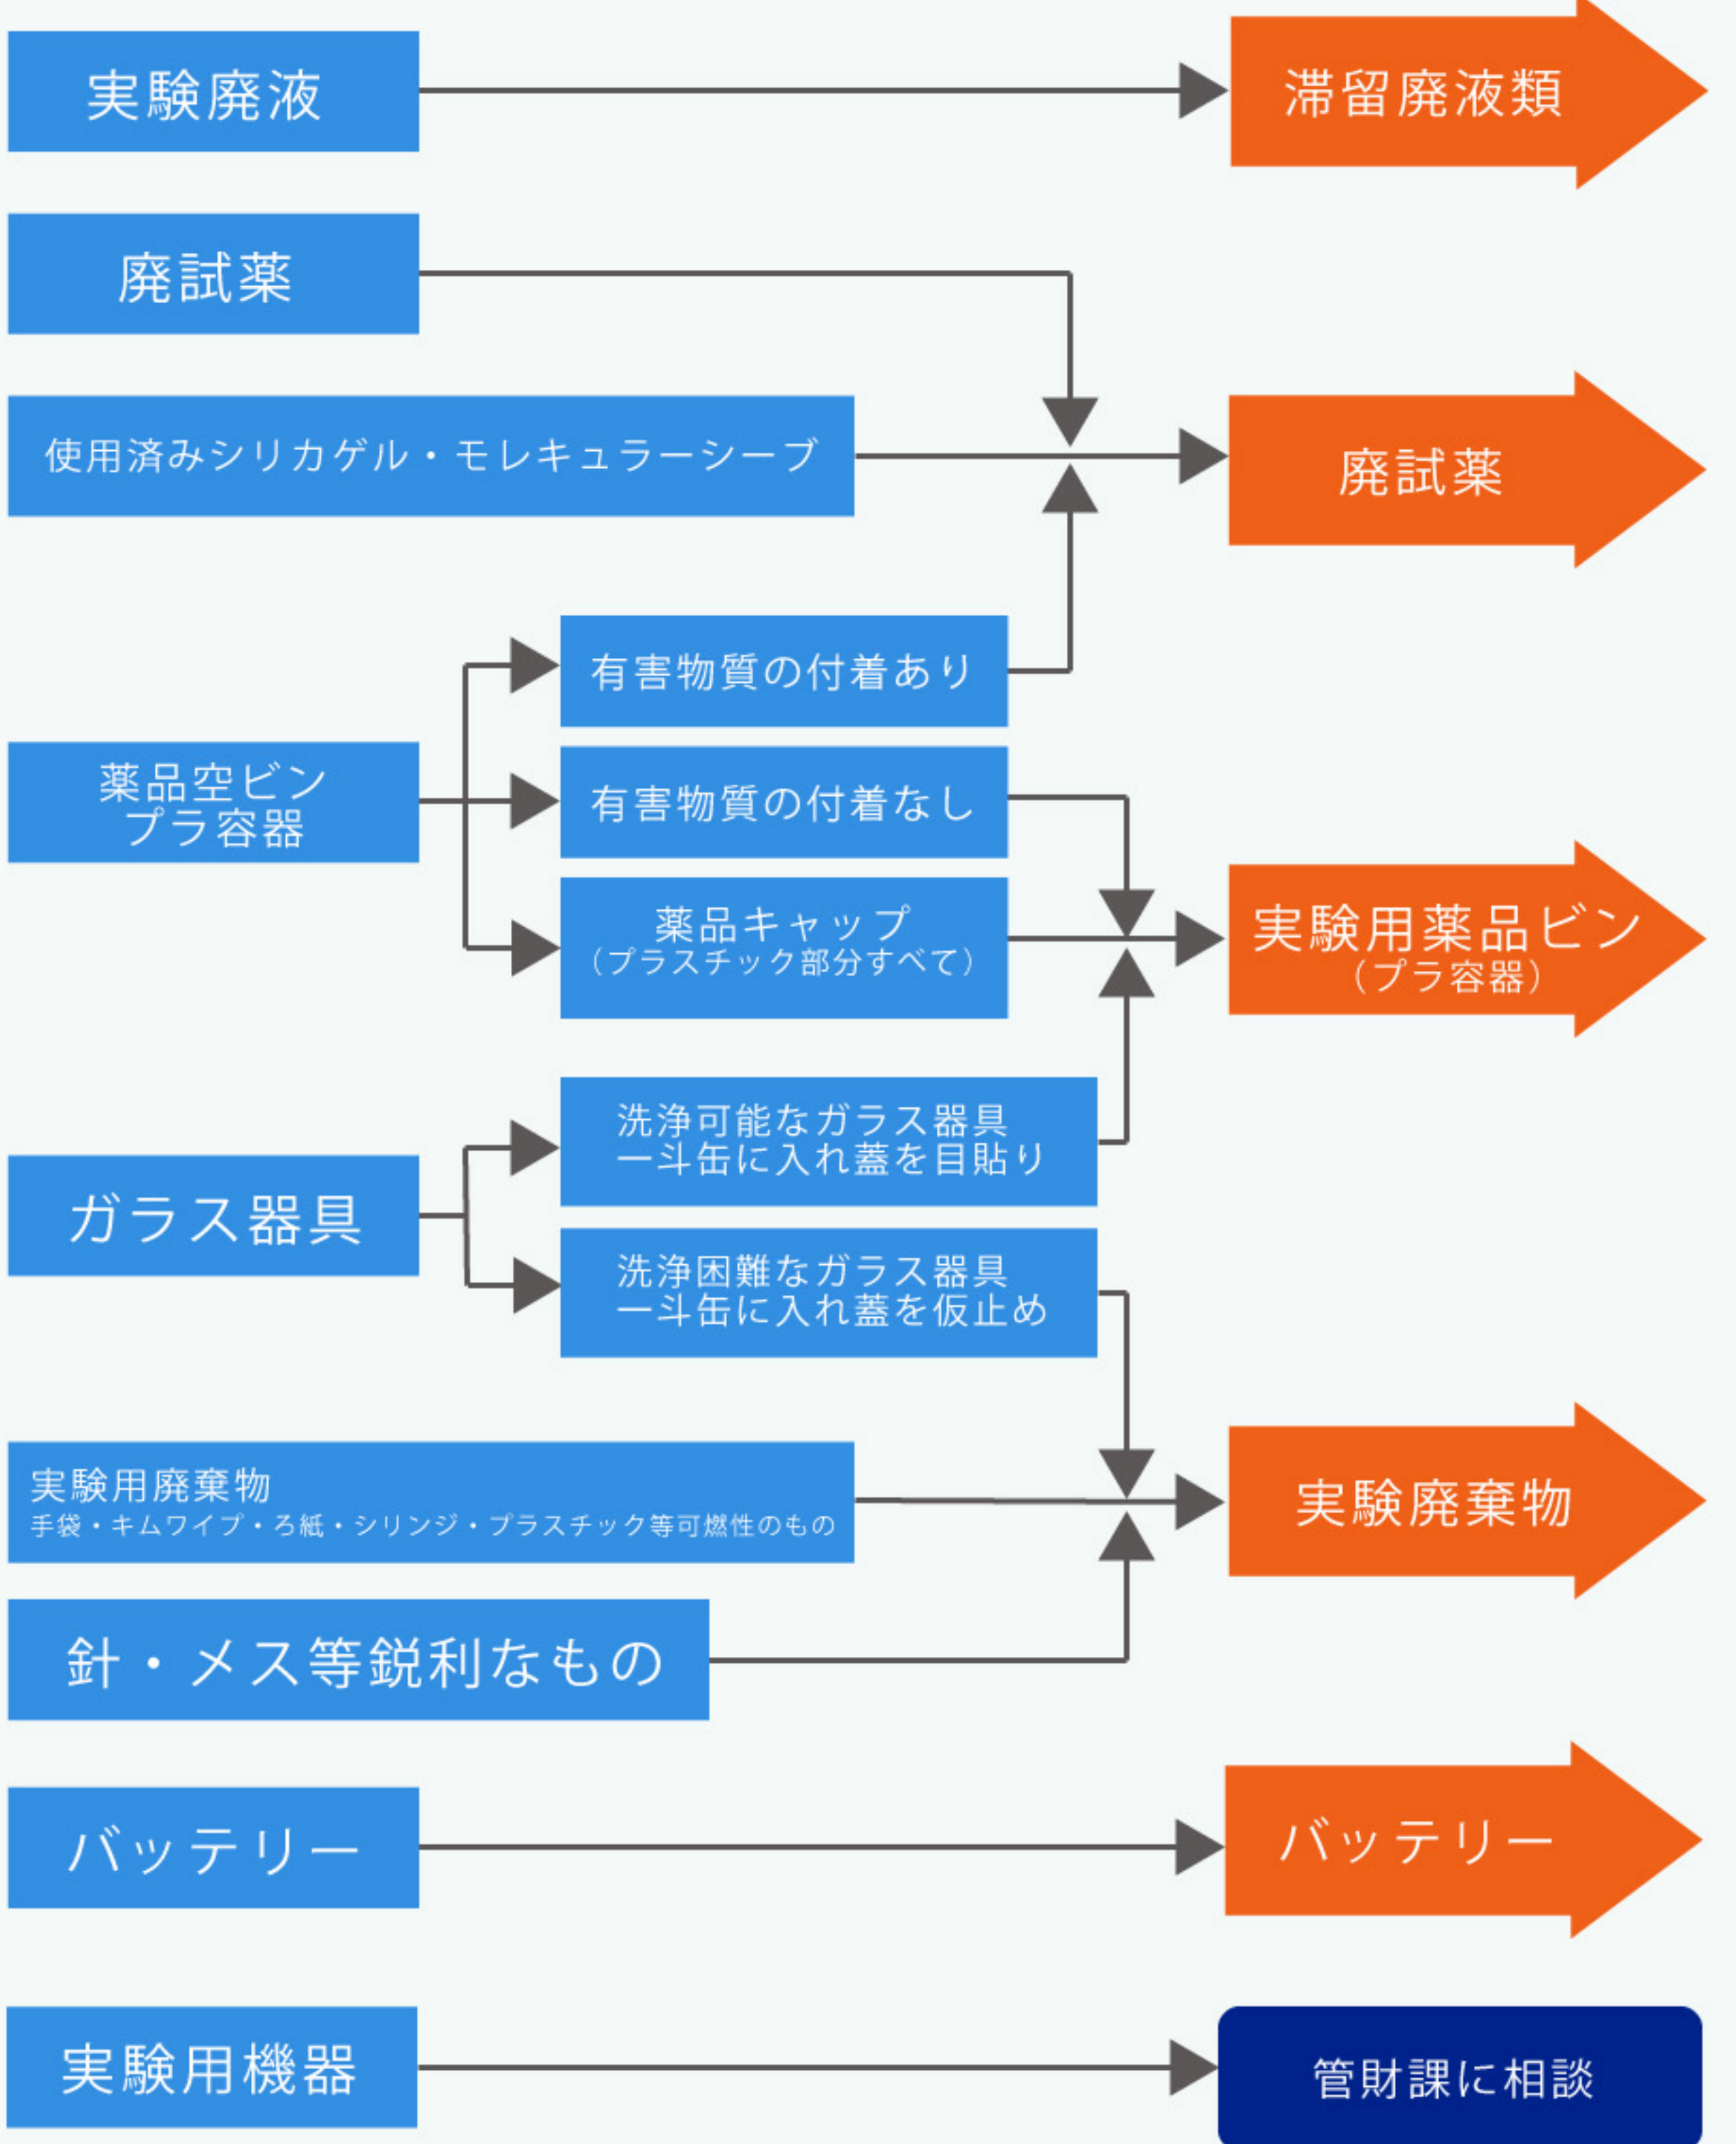 実験廃液
滞留廃液類
廃試薬
使用済みシリカゲル・モレキュラーシーブ
廃試薬
有害物質の付着あり
薬品空ビン
プラ容器
有害物質の付着なし
薬品キャップ
（プラスチック部分すべて）
実験用薬品ビン
（プラ容器）
洗浄可能なガラス器具
一斗缶に入れ蓋を目貼り
ガラス器具
洗浄困難なガラス器具
一斗缶に入れ蓋を仮止め
実験用廃棄物
手袋・キムワイプ・ろ紙・シリンジ・プラスチック等可燃性のもの
実験廃棄物
針・メス等鋭利なもの
バッテリー
バッテリー
実験用機器
管財課に相談